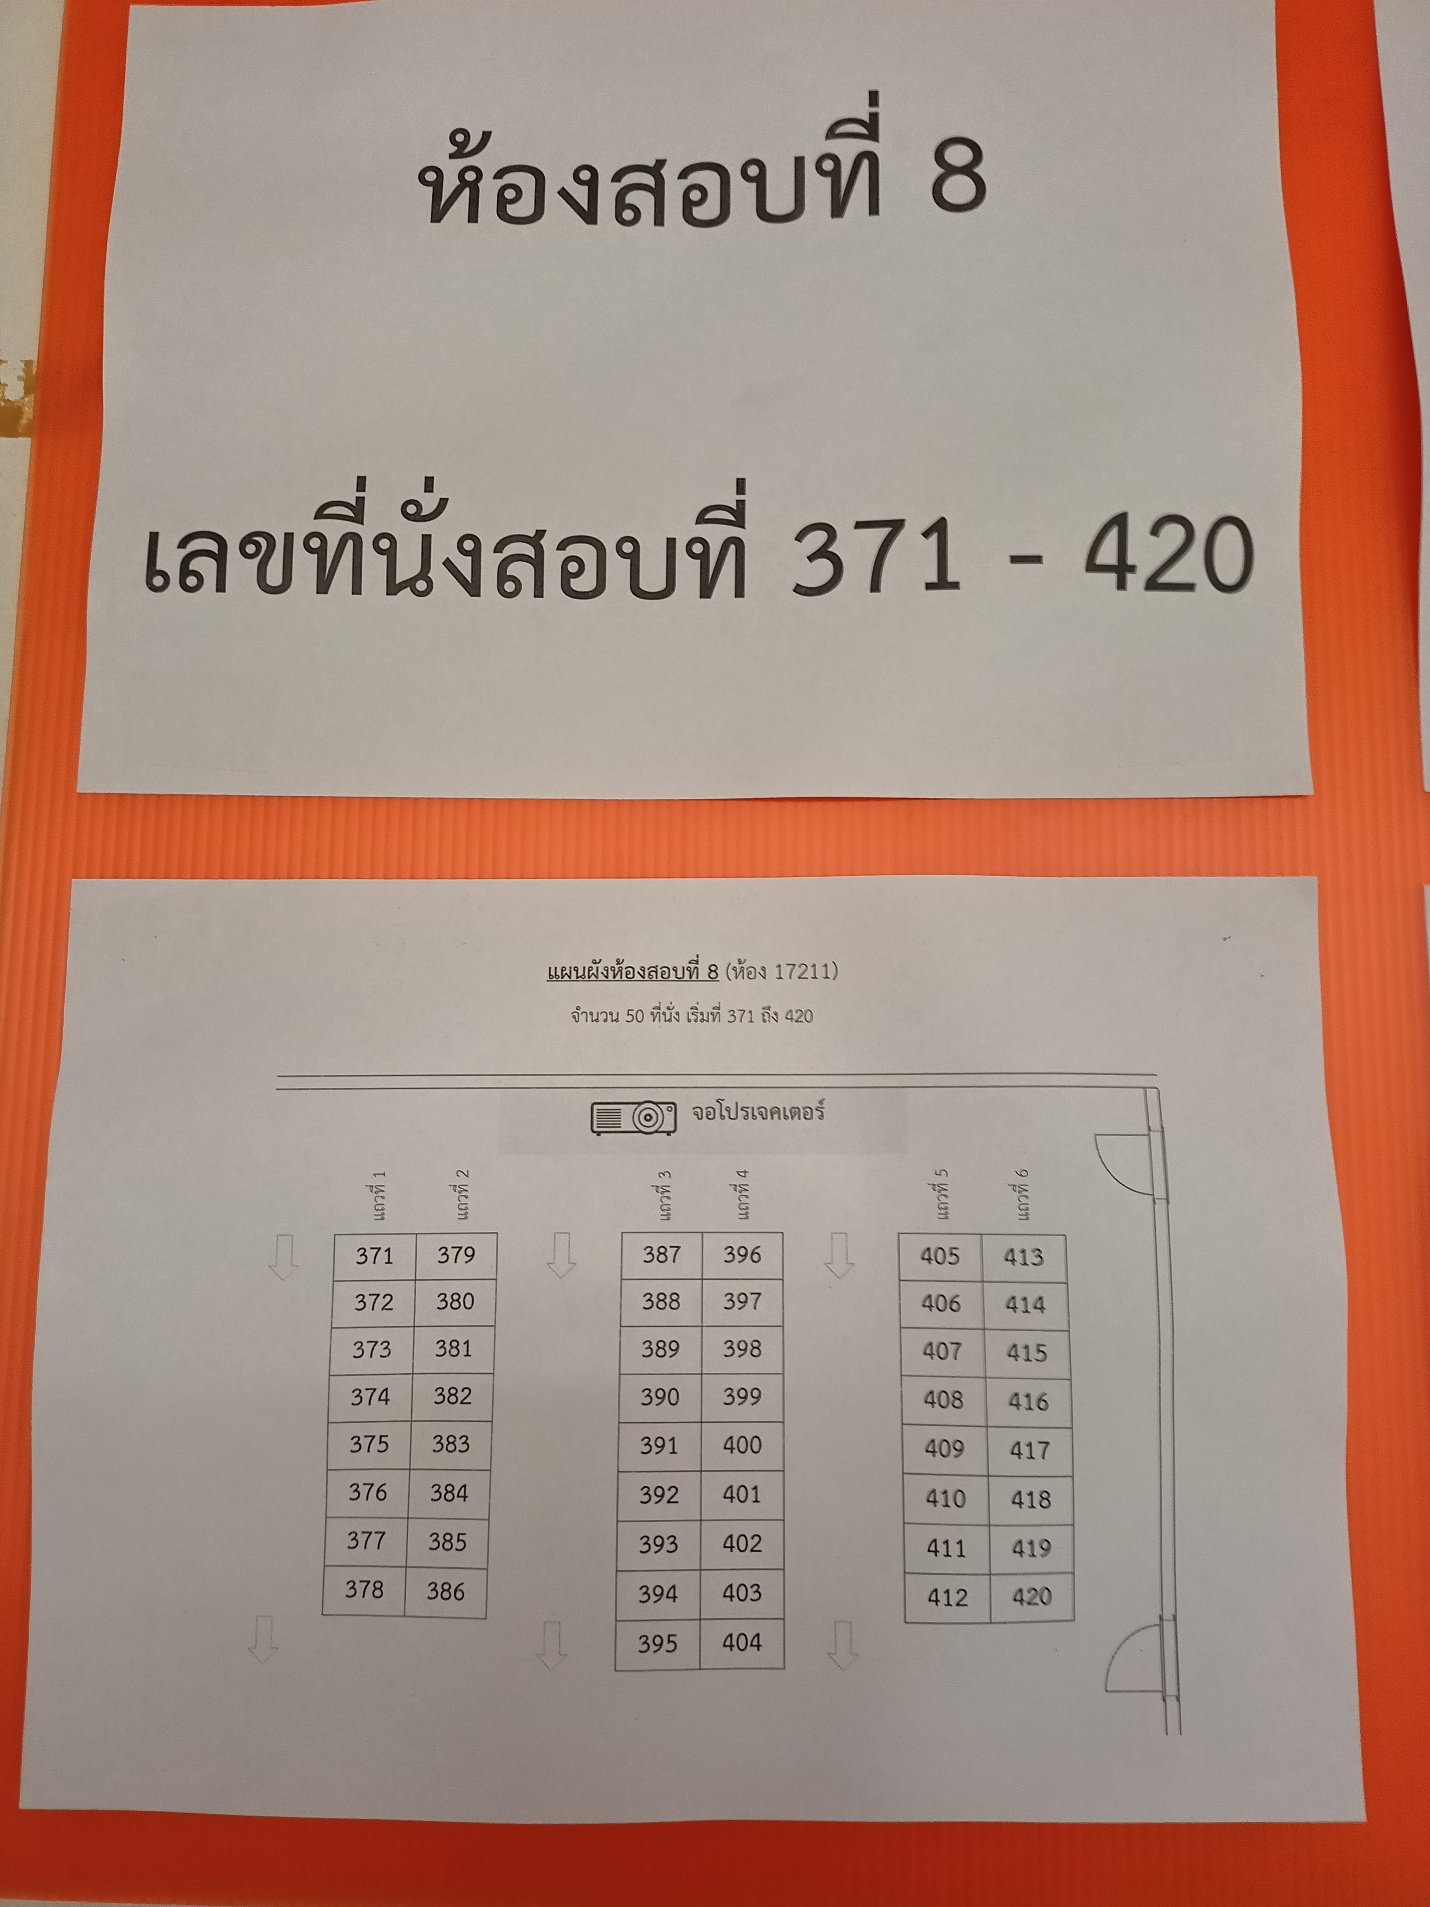 ห้องสอบที่ 8
เลขที่นั่งสอบที่ 371 - 420
แผนผังห้องสอบที่ 8 (ห้อง 17211)
จำนวน 50 ที่นั่ง เริ่มที่ 371 ถึง 420
จอโปรเจคเตอร์
แถวที่ 1 แถวที่ 2 แถวที่ 3 แถวที่ 4 แถวที่ 5 แถวที่ 6
371 379 387 396 405 413
372 380 388 397 406 414
373 381 389 398 407 415
374 382 390 399 408 416
375 383 391 400 409 417
376 384 392 401 410 418
377 385 393 402 411 419
378 386 394 403 412 420
395 404